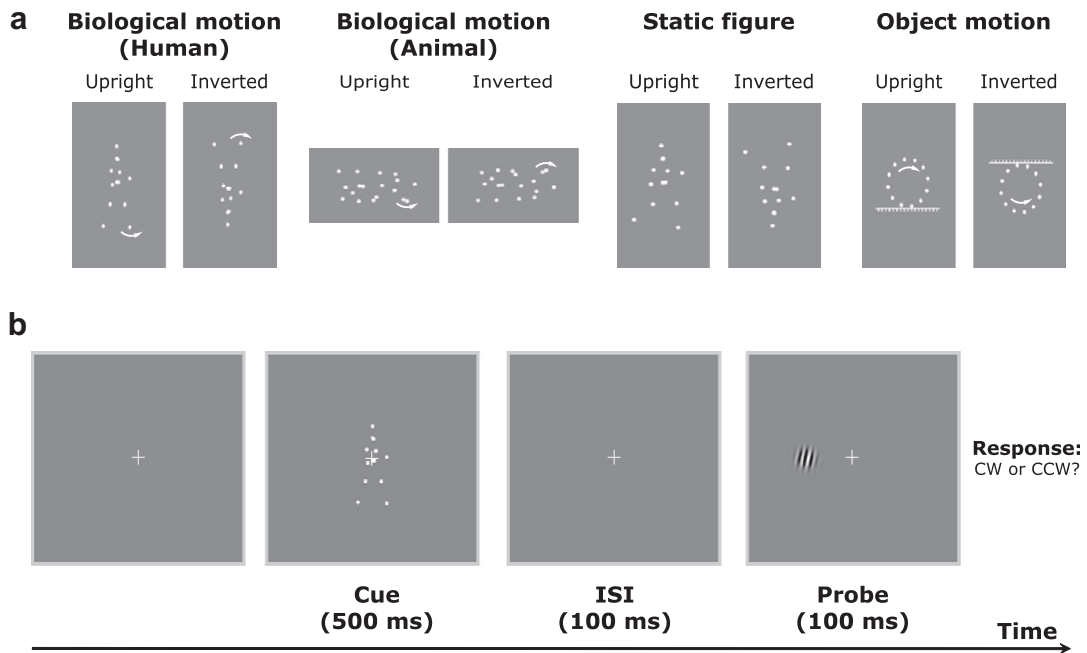 a
Biological motion
(Human)
Biological motion
(Animal)
Static figure
Object motion
Upright
Inverted
Upright
Inverted
Upright
Inverted
Upright
Inverted
b
Response:
CW or CCW?
Cue
(500 ms)
ISI
(100 ms)
Probe
(100 ms)
Time